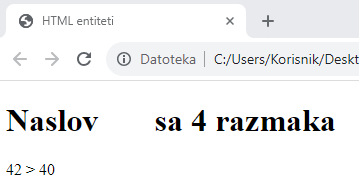 HTML entiteti
Datoteka | C:/Users/Korisnik/Deskt
Naslov    sa 4 razmaka
42 > 40